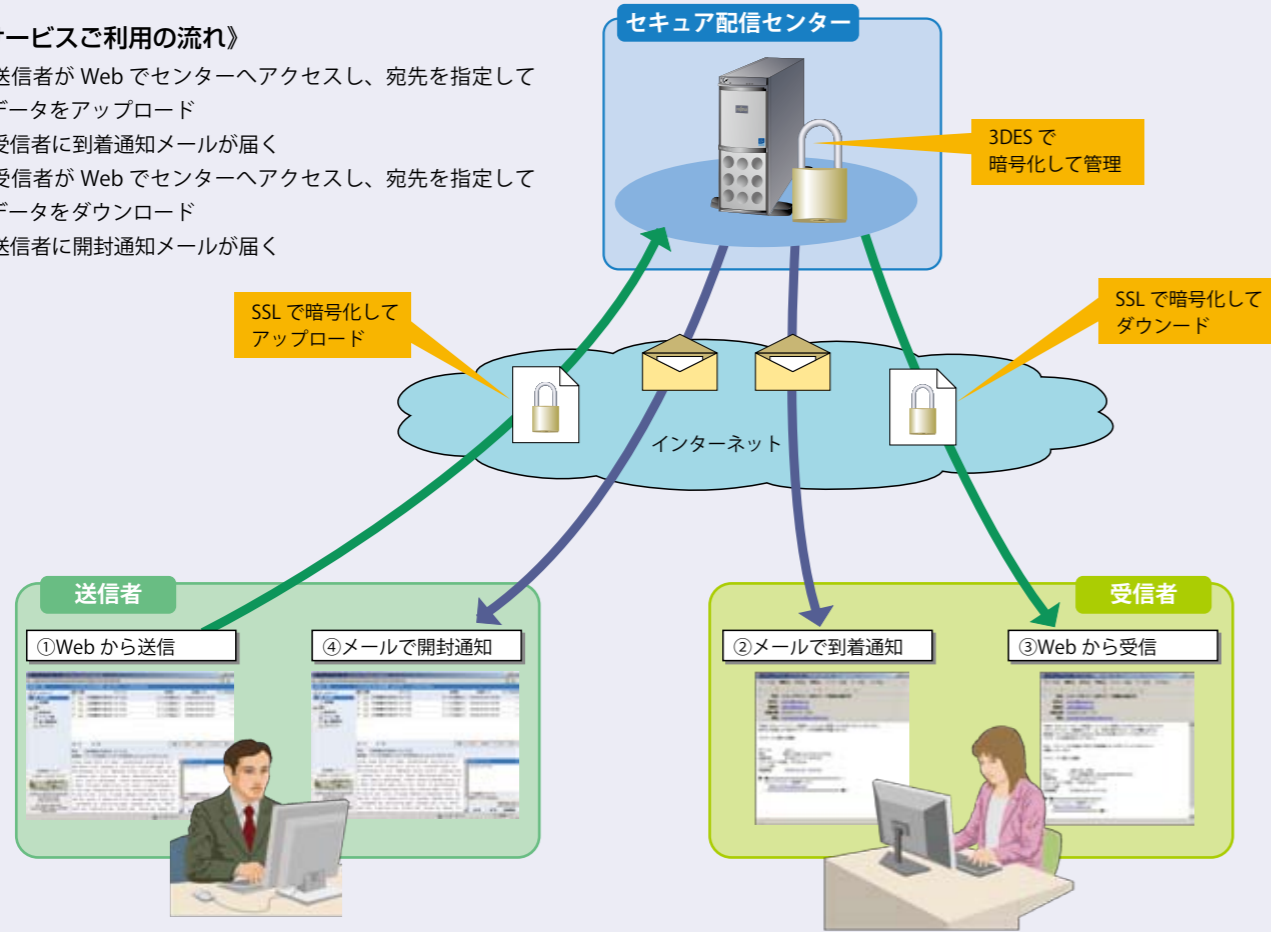 ービスご利用の流れ》
送信者が Web でセンターへアクセスし、宛先を指定して
データをアップロード
受信者に到着通知メールが届く
受信者が Web でセンターへアクセスし、宛先を指定して
データをダウンロード
送信者に開封通知メールが届く
セキュア配信センター
3DES で
暗号化して管理
SSL で暗号化して
アップロード
SSL で暗号化して
ダウンード
インターネット
送信者
①Web から送信
④メールで開封通知
受信者
②メールで到着通知
③Web から受信